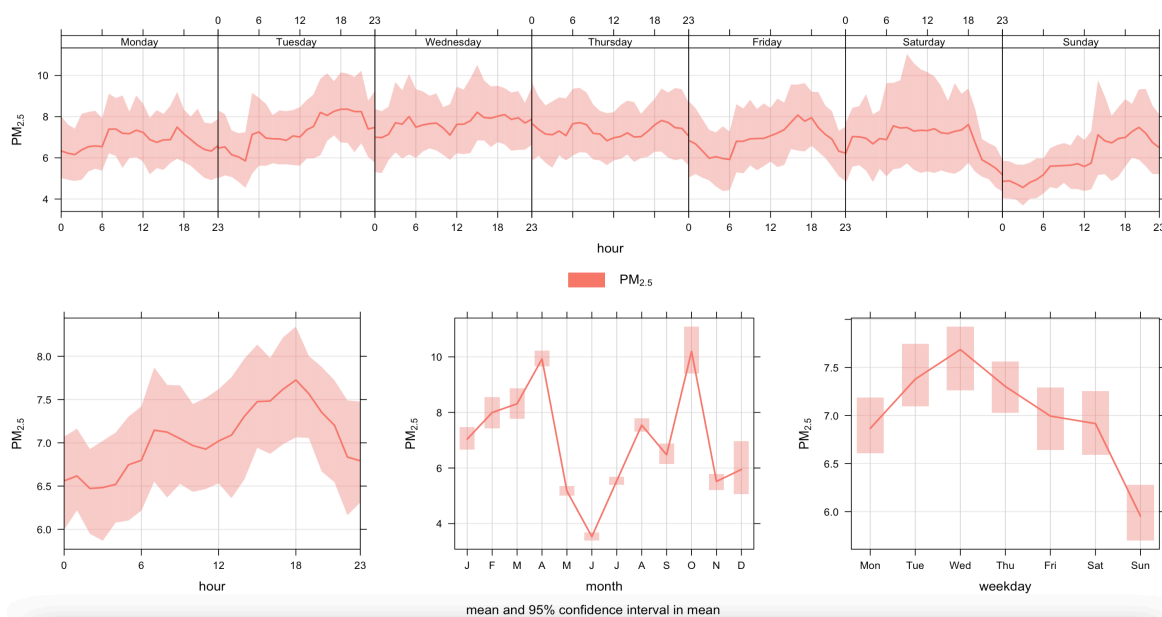 0 6 12 18 23 0 6 12 18 23 0 6 12 18 23
Monday Tuesday Wednesday Thursday Friday Saturday Sunday
10
8
6
4
PM2.5
0 6 12 18 23 0 6 12 18 23 0 6 12 18 23 0 6 12 18 23
hour
PM2.5
8.0
7.5
7.0
6.5
6.0
PM2.5
0 6 12 18 23
hour
10
8
6
4
PM2.5
J F M A M J J A S O N D
month
7.5
7.0
6.5
6.0
PM2.5
Mon Tue Wed Thu Fri Sat Sun
weekday
mean and 95% confidence interval in mean